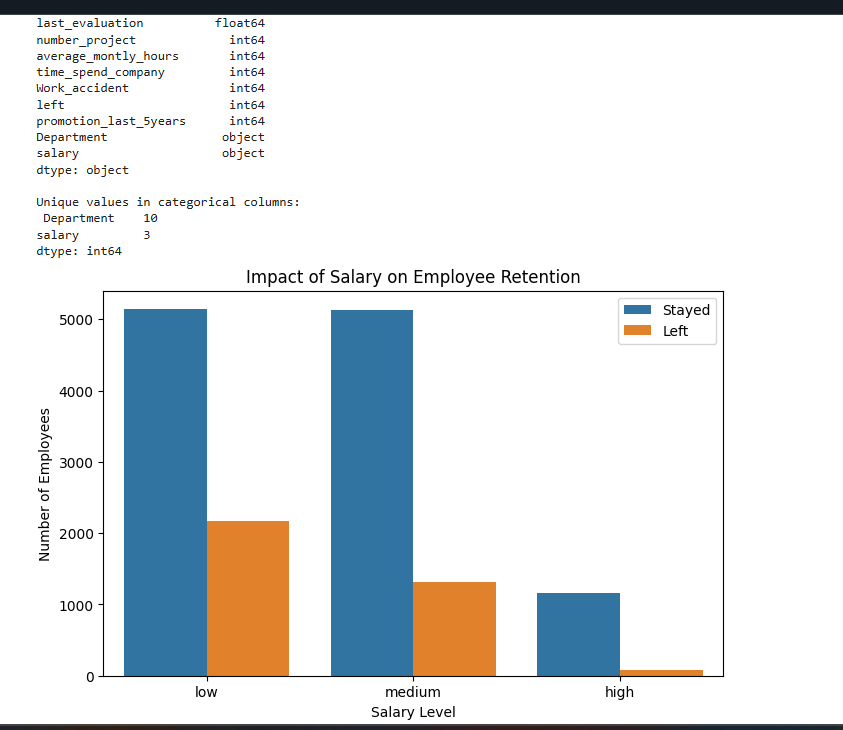 last_evaluation          float64
number_project             int64
average_montly_hours       int64
time_spend_company         int64
Work_accident              int64
left                       int64
promotion_last_5years      int64
Department                object
salary                    object
dtype: object
Unique values in categorical columns:
 Department    10
salary         3
dtype: int64
Impact of Salary on Employee Retention
Stayed
Left
Number of Employees
5000
4000
3000
2000
1000
0
low medium high
Salary Level